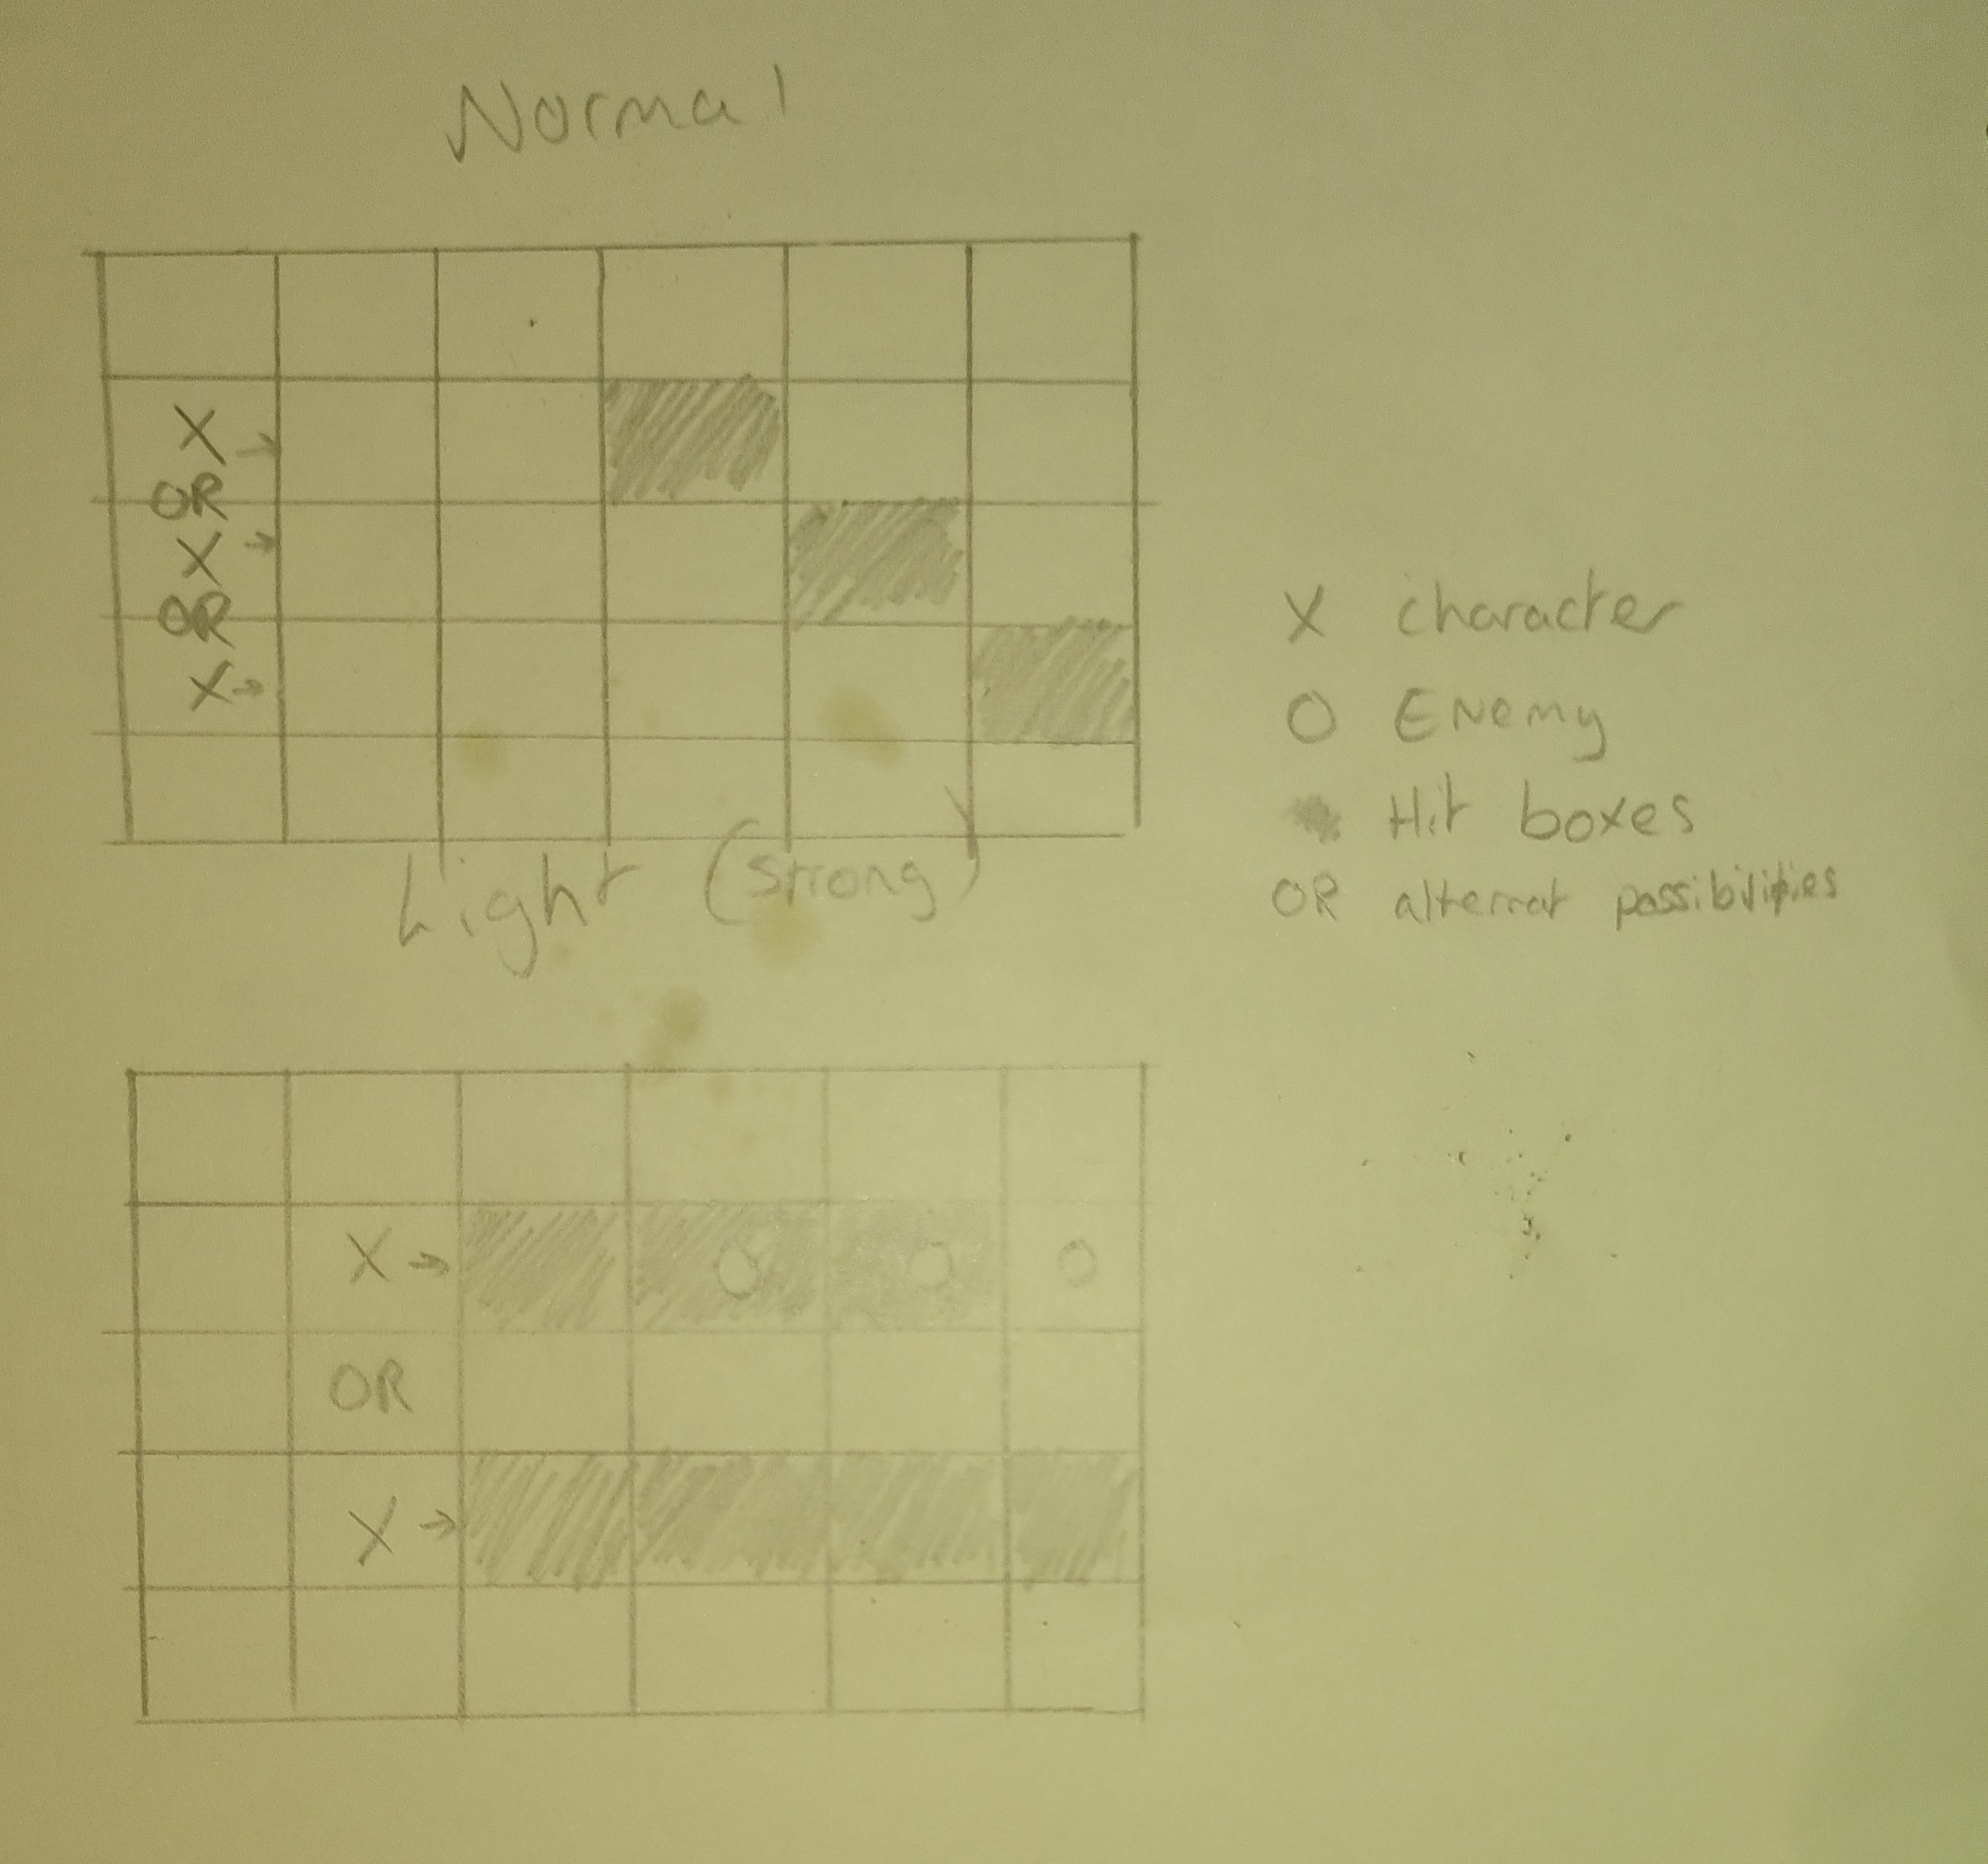 Normal
X
OR
X
OR
X
X character
O Enemy
Hit boxes
OR alternat possibilities
Light (strong)
X
O O O
OR
X